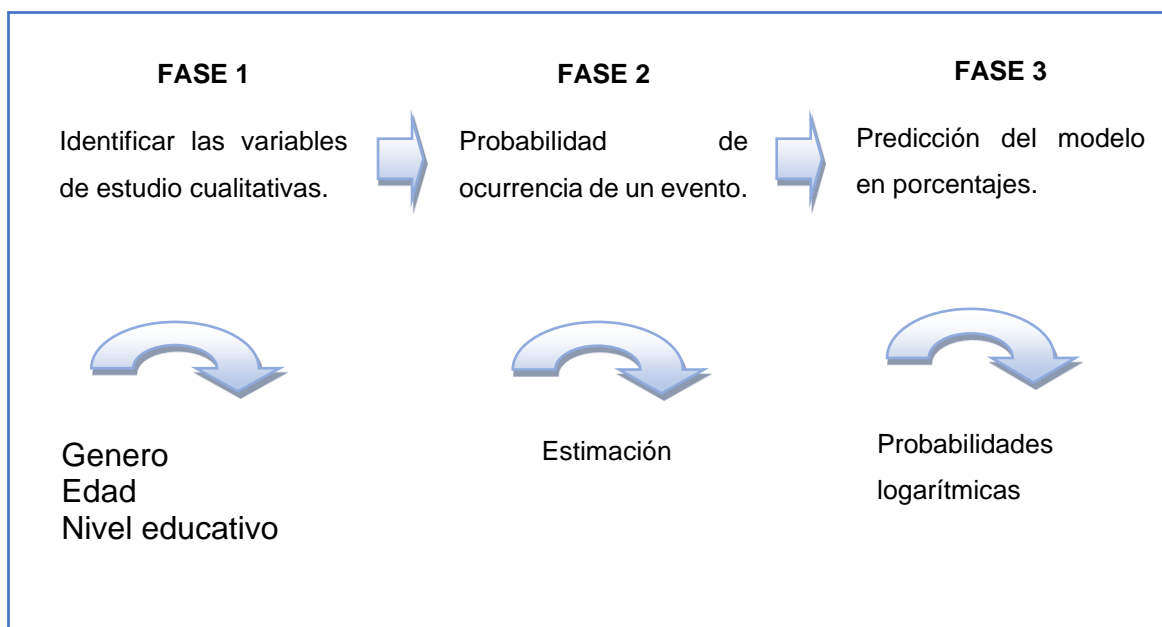 FASE 1
Identificar las variables
de estudio cualitativas.
Genero
Edad
Nivel educativo
FASE 2
Probabilidad de
ocurrencia de un evento.
Estimación
FASE 3
Predicción del modelo
en porcentajes.
Probabilidades
logarítmicas